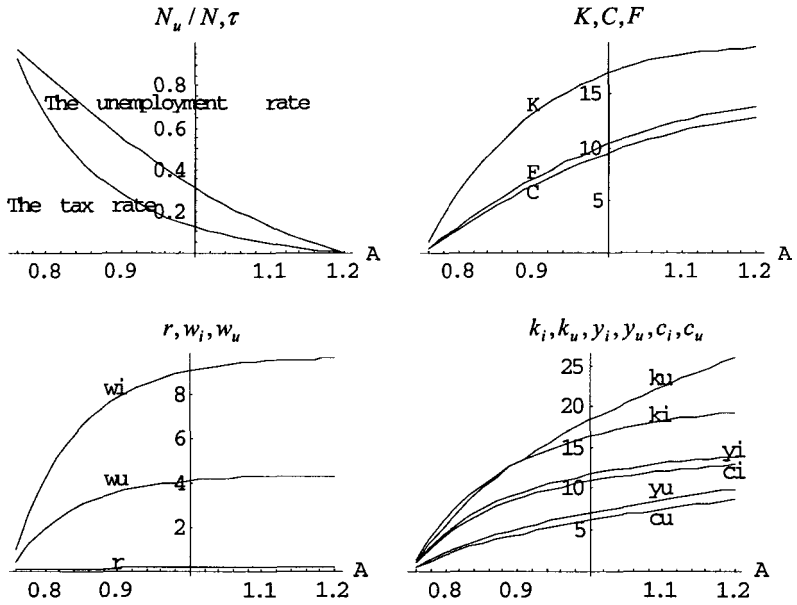 N_u / N, τ
0.8
The unemployment rate
0.6
0.4
The tax rate
0.2
A
0.8 0.9 1.1 1.2
K, C, F
K
15
F
10
C
5
A
0.8 0.9 1.1 1.2
r, w_i, w_u
wi
8
6
wu
4
2
r
A
0.8 0.9 1.1 1.2
k_i, k_u, y_i, y_u, c_i, c_u
25
ku
20
ki
15
yi
ci
10
yu
cu
5
A
0.8 0.9 1.1 1.2